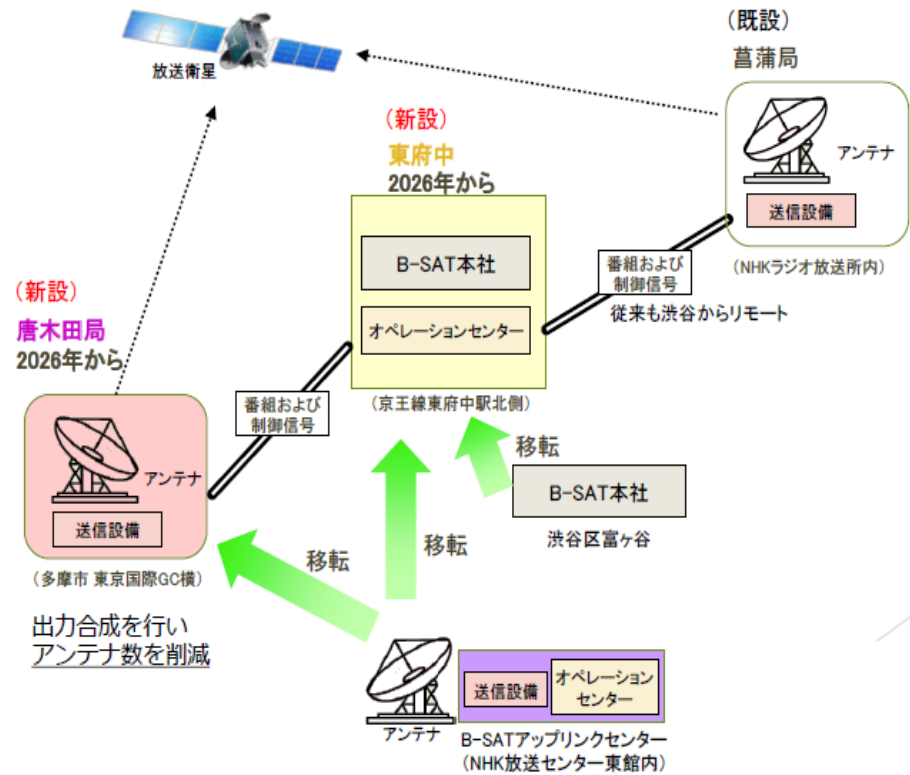 放送衛星
(既設)
菖蒲局
アンテナ
送信設備
(NHKラジオ放送所内)
(新設)
東府中
2026年から
B-SAT本社
オペレーションセンター
(京王線東府中駅北側)
番組および
制御信号
従来も渋谷からリモート
(新設)
唐木田局
2026年から
アンテナ
送信設備
(多摩市 東京国際GC横)
番組および
制御信号
出力合成を行い
アンテナ数を削減
移転
移転
移転
B-SAT本社
渋谷区富ヶ谷
アンテナ
送信設備
オペレーション
センター
B-SATアップリンクセンター
(NHK放送センター東館内)